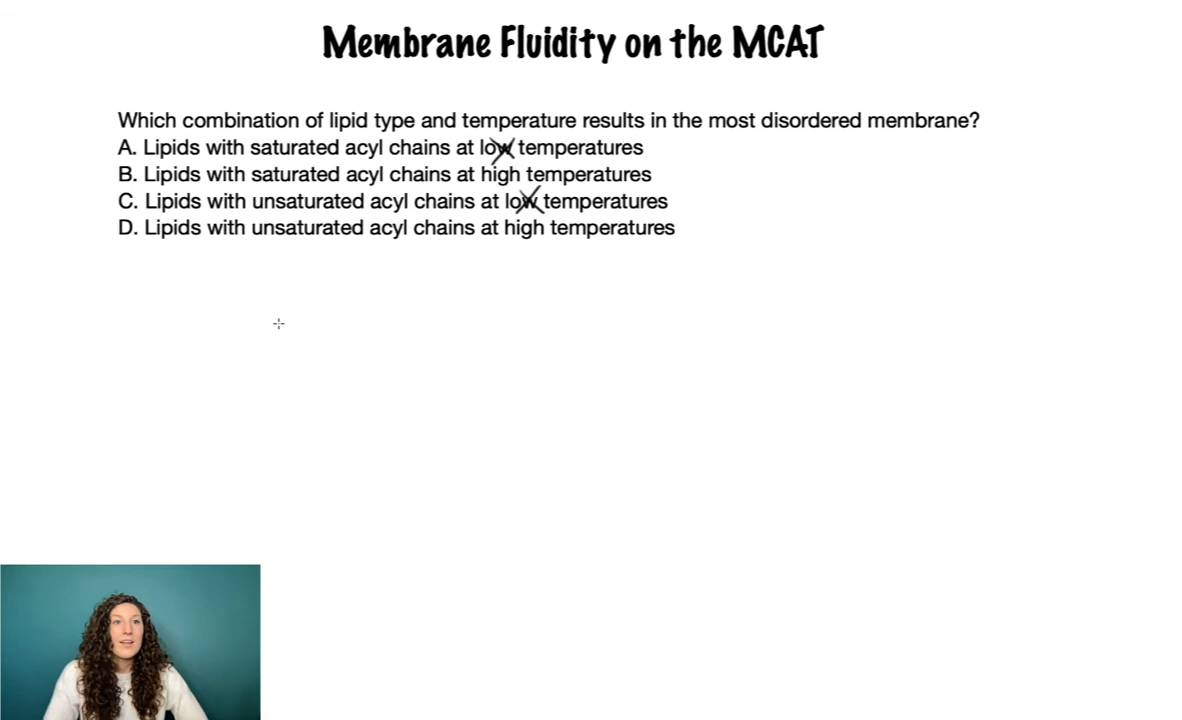 Membrane Fluidity on the MCAT
Which combination of lipid type and temperature results in the most disordered membrane?
A. Lipids with saturated acyl chains at low temperatures
B. Lipids with saturated acyl chains at high temperatures
C. Lipids with unsaturated acyl chains at low temperatures
D. Lipids with unsaturated acyl chains at high temperatures